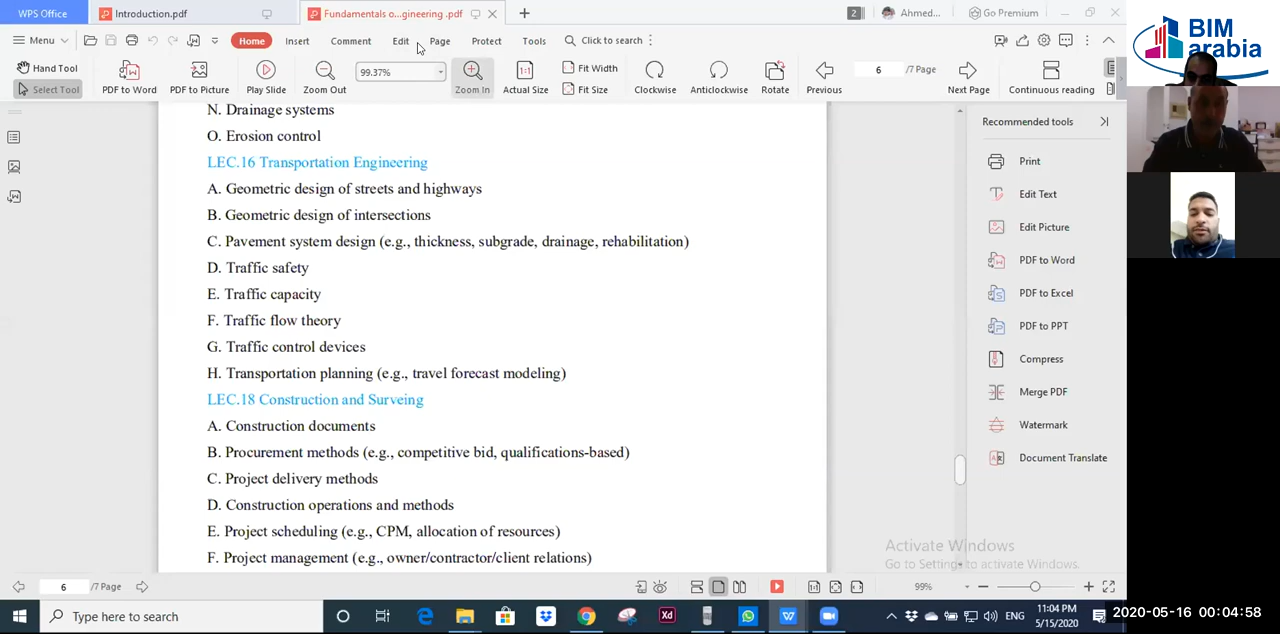 WPS Office
Introduction.pdf
Fundamentals o...gineering .pdf
2
Ahmed...
Go Premium
Menu
Home
Insert
Comment
Edit
Page
Protect
Tools
Click to search
Hand Tool
Select Tool
PDF to Word
PDF to Picture
Play Slide
Zoom Out
99.37%
Zoom In
1:1
Actual Size
Fit Width
Fit Size
Clockwise
Anticlockwise
Rotate
Previous
6
/7 Page
Next Page
Continuous reading
BIM
arabia
N. Drainage systems
O. Erosion control
LEC.16 Transportation Engineering
A. Geometric design of streets and highways
B. Geometric design of intersections
C. Pavement system design (e.g., thickness, subgrade, drainage, rehabilitation)
D. Traffic safety
E. Traffic capacity
F. Traffic flow theory
G. Traffic control devices
H. Transportation planning (e.g., travel forecast modeling)
LEC.18 Construction and Surveing
A. Construction documents
B. Procurement methods (e.g., competitive bid, qualifications-based)
C. Project delivery methods
D. Construction operations and methods
E. Project scheduling (e.g., CPM, allocation of resources)
F. Project management (e.g., owner/contractor/client relations)
Recommended tools
Print
Edit Text
Edit Picture
PDF to Word
PDF to Excel
PDF to PPT
Compress
Merge PDF
Watermark
Document Translate
Activate Windows
Go to Settings to activate Windows.
6
/7 Page
99%
Type here to search
Xd
ENG
11:04 PM
5/15/2020
2020-05-16 00:04:58